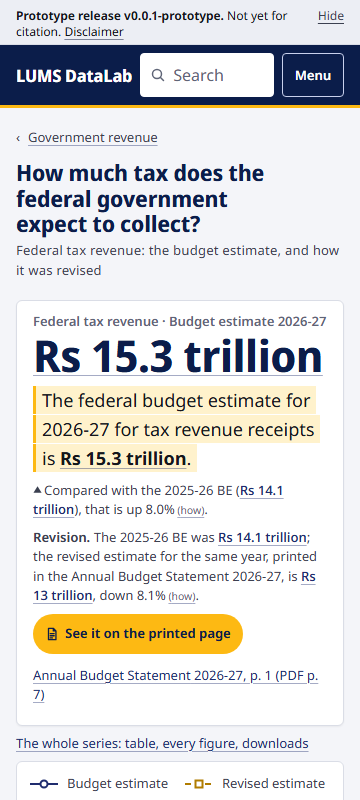 Prototype release v0.0.1-prototype. Not yet for
citation. Disclaimer
Hide
LUMS DataLab
Search
Menu
‹ Government revenue
How much tax does the
federal government
expect to collect?
Federal tax revenue: the budget estimate, and how
it was revised
Federal tax revenue · Budget estimate 2026-27
Rs 15.3 trillion
The federal budget estimate for
2026-27 for tax revenue receipts
is Rs 15.3 trillion.
▲ Compared with the 2025-26 BE (Rs 14.1
trillion), that is up 8.0% (how).
Revision. The 2025-26 BE was Rs 14.1 trillion;
the revised estimate for the same year, printed
in the Annual Budget Statement 2026-27, is Rs
13 trillion, down 8.1% (how).
See it on the printed page
Annual Budget Statement 2026-27, p. 1 (PDF p.
7)
The whole series: table, every figure, downloads
Budget estimate
Revised estimate